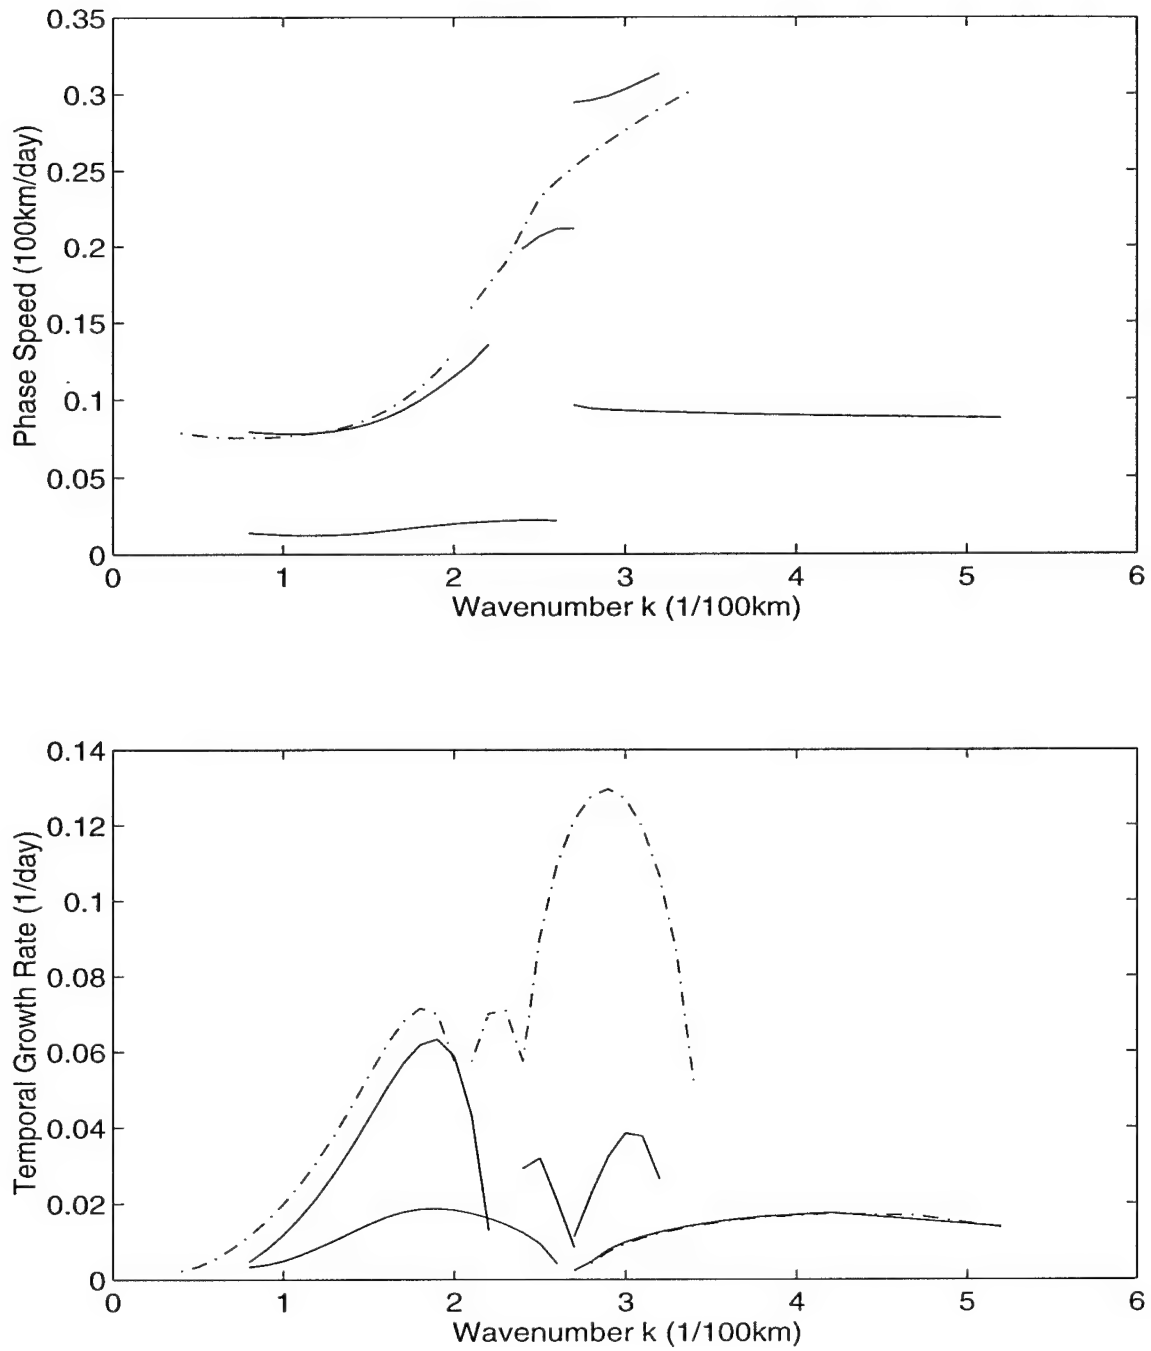 0.35
0.3
0.25
0.2
0.15
0.1
0.05
0
Phase Speed (100km/day)
0 1 2 3 4 5 6
Wavenumber k (1/100km)
0.14
0.12
0.1
0.08
0.06
0.04
0.02
0
Temporal Growth Rate (1/day)
0 1 2 3 4 5 6
Wavenumber k (1/100km)